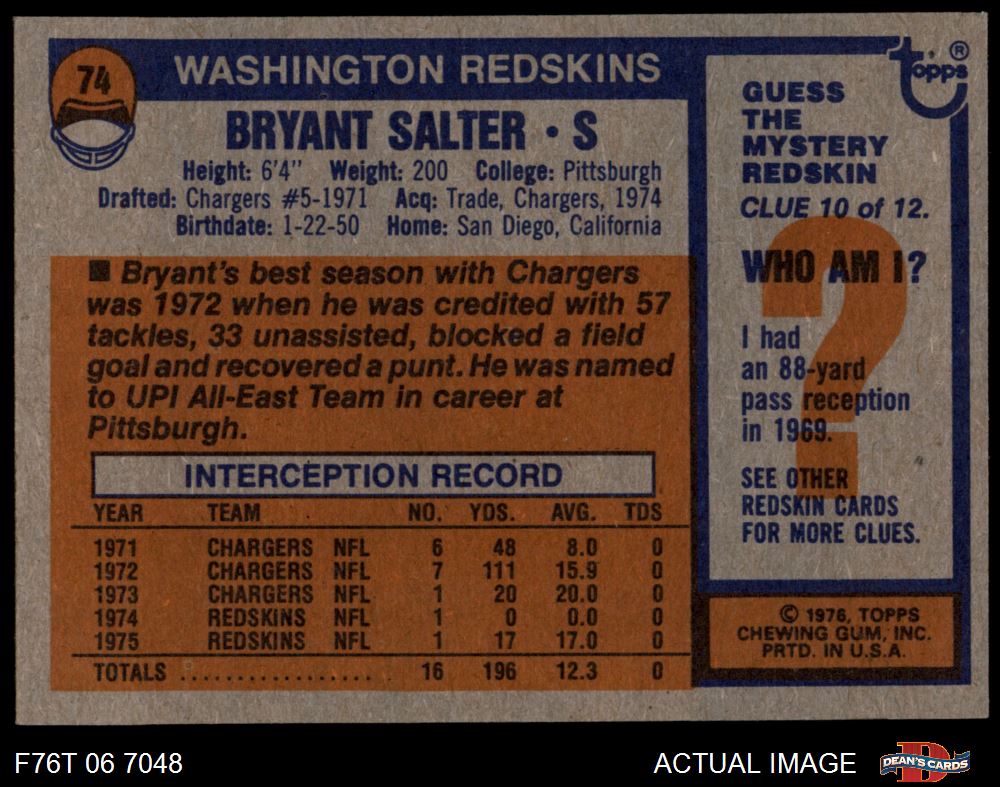 74
WASHINGTON REDSKINS
BRYANT SALTER • S
Height: 6'4" Weight: 200 College: Pittsburgh
Drafted: Chargers #5-1971 Acq: Trade, Chargers, 1974
Birthdate: 1-22-50 Home: San Diego, California
■ Bryant's best season with Chargers
was 1972 when he was credited with 57
tackles, 33 unassisted, blocked a field
goal and recovered a punt. He was named
to UPI All-East Team in career at
Pittsburgh.
INTERCEPTION RECORD
YEAR TEAM NO. YDS. AVG. TDS
1971 CHARGERS NFL 6 48 8.0 0
1972 CHARGERS NFL 7 111 15.9 0
1973 CHARGERS NFL 1 20 20.0 0
1974 REDSKINS NFL 1 0 0.0 0
1975 REDSKINS NFL 1 17 17.0 0
TOTALS .................. 16 196 12.3 0
topps ®
GUESS
THE
MYSTERY
REDSKIN
CLUE 10 of 12.
WHO AM I?
?
I had
an 88-yard
pass reception
in 1969.
SEE OTHER
REDSKIN CARDS
FOR MORE CLUES.
© 1976, TOPPS
CHEWING GUM, INC.
PRTD. IN U.S.A.
F76T 06 7048
ACTUAL IMAGE
D
DEAN'S CARDS